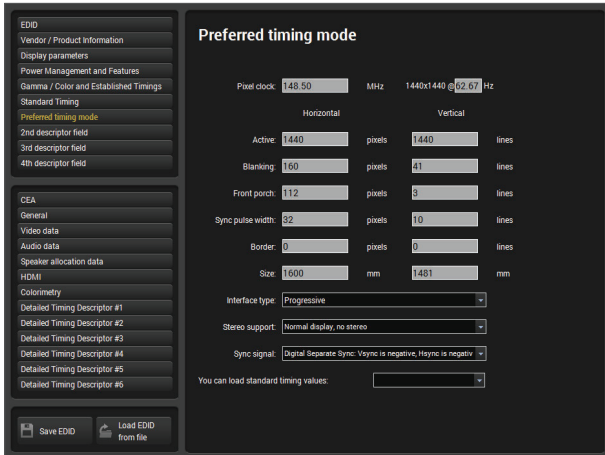 EDID
Vendor / Product Information
Display parameters
Power Management and Features
Gamma / Color and Established Timings
Standard Timing
Preferred timing mode
2nd descriptor field
3rd descriptor field
4th descriptor field
CEA
General
Video data
Audio data
Speaker allocation data
HDMI
Colorimetry
Detailed Timing Descriptor #1
Detailed Timing Descriptor #2
Detailed Timing Descriptor #3
Detailed Timing Descriptor #4
Detailed Timing Descriptor #5
Detailed Timing Descriptor #6
Save EDID
Load EDID
from file
Preferred timing mode
Pixel clock: 148.50 MHz 1440x1440 @ 62.67 Hz
Horizontal Vertical
Active: 1440 pixels 1440 lines
Blanking: 160 pixels 41 lines
Front porch: 112 pixels 3 lines
Sync pulse width: 32 pixels 10 lines
Border: 0 pixels 0 lines
Size: 1600 mm 1481 mm
Interface type: Progressive
Stereo support: Normal display, no stereo
Sync signal: Digital Separate Sync: Vsync is negative, Hsync is negativ
You can load standard timing values: